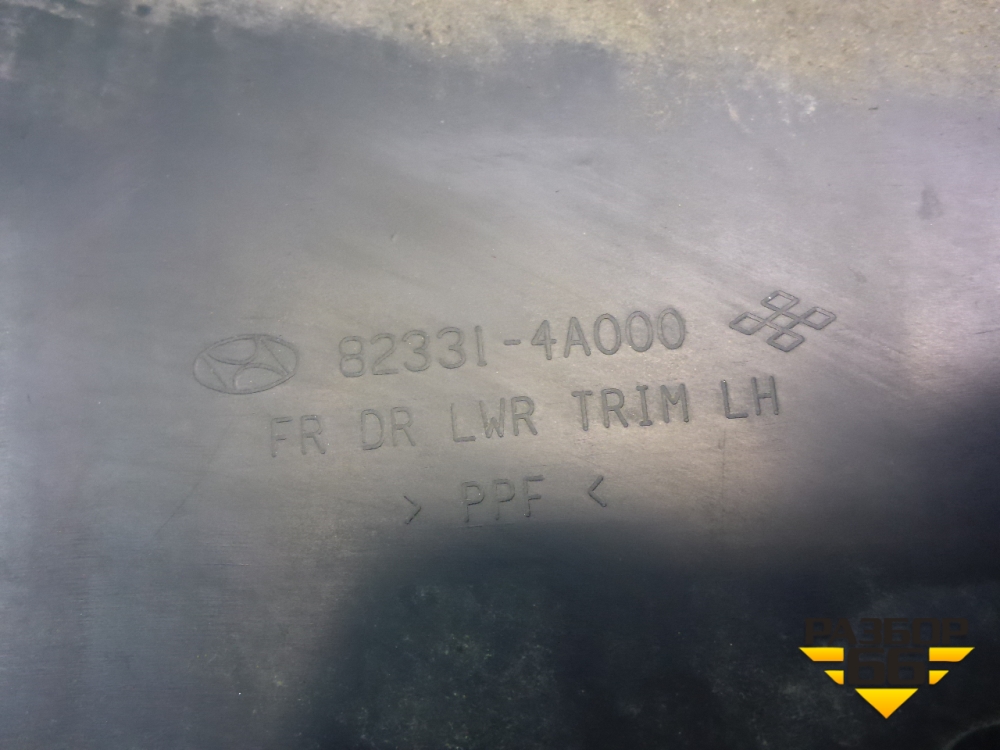 82331-4A000
FR DR LWR TRIM LH
> PPF <
РАЗБОР
66